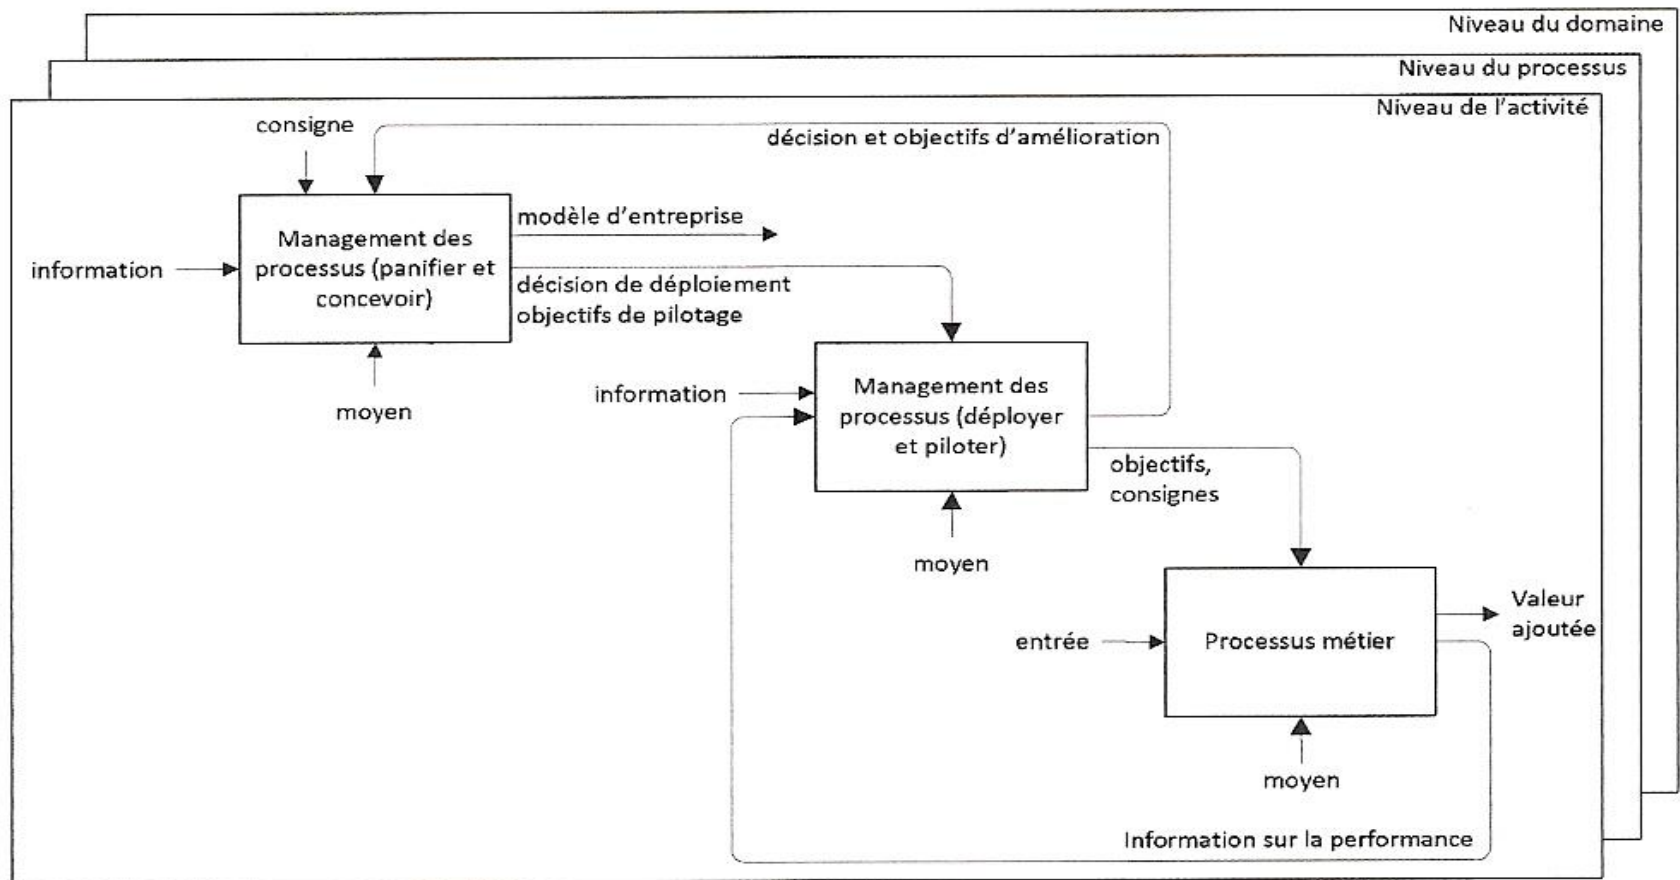 Niveau du domaine
Niveau du processus
Niveau de l'activité
consigne
décision et objectifs d'amélioration
modèle d'entreprise
Management des
processus (panifier et
concevoir)
information
décision de déploiement
objectifs de pilotage
moyen
information
Management des
processus (déployer
et piloter)
objectifs,
consignes
moyen
entrée
Processus métier
Valeur
ajoutée
moyen
Information sur la performance